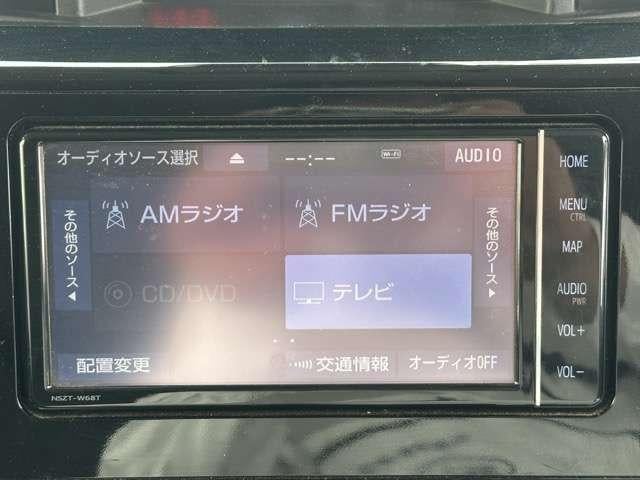 オーディオソース選択
--:--
Wi-Fi
AUDIO
HOME
その他のソース
AMラジオ
FMラジオ
その他のソース
MENU
CTRL
MAP
CD/DVD
テレビ
AUDIO
PWR
VOL+
配置変更
交通情報
オーディオOFF
VOL-
NSZT-W68T